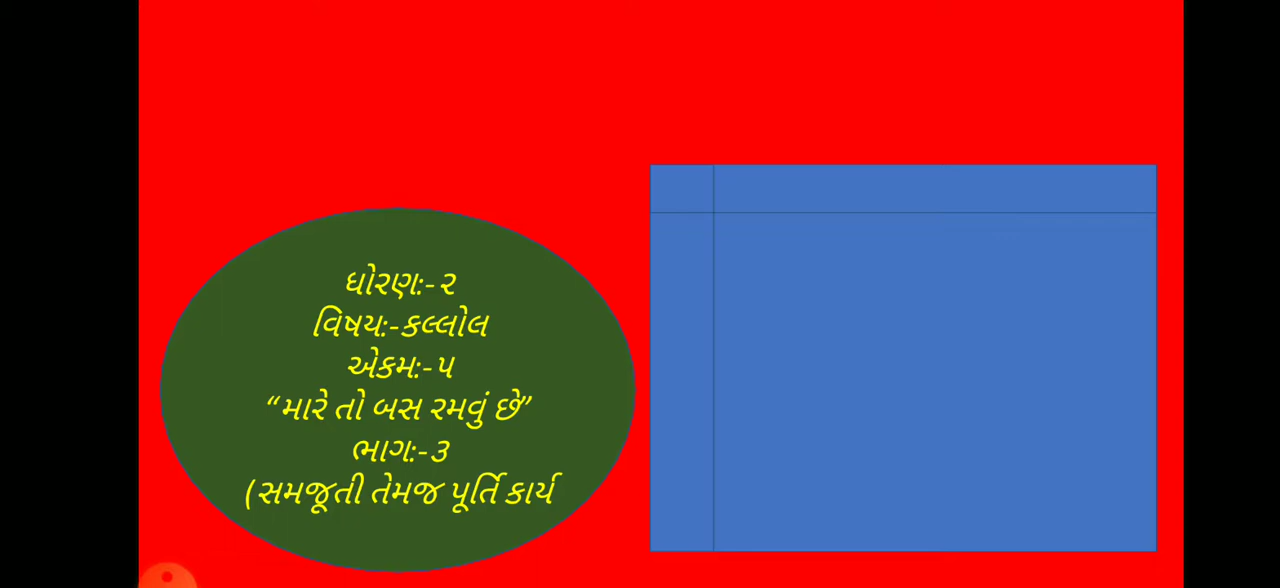 ધોરણ:-૨
વિષય:-કલ્લોલ
એકમ:-૫
“મારે તો બસ રમવું છે”
ભાગ:-૩
(સમજૂતી તેમજ પૂર્તિ કાર્ય